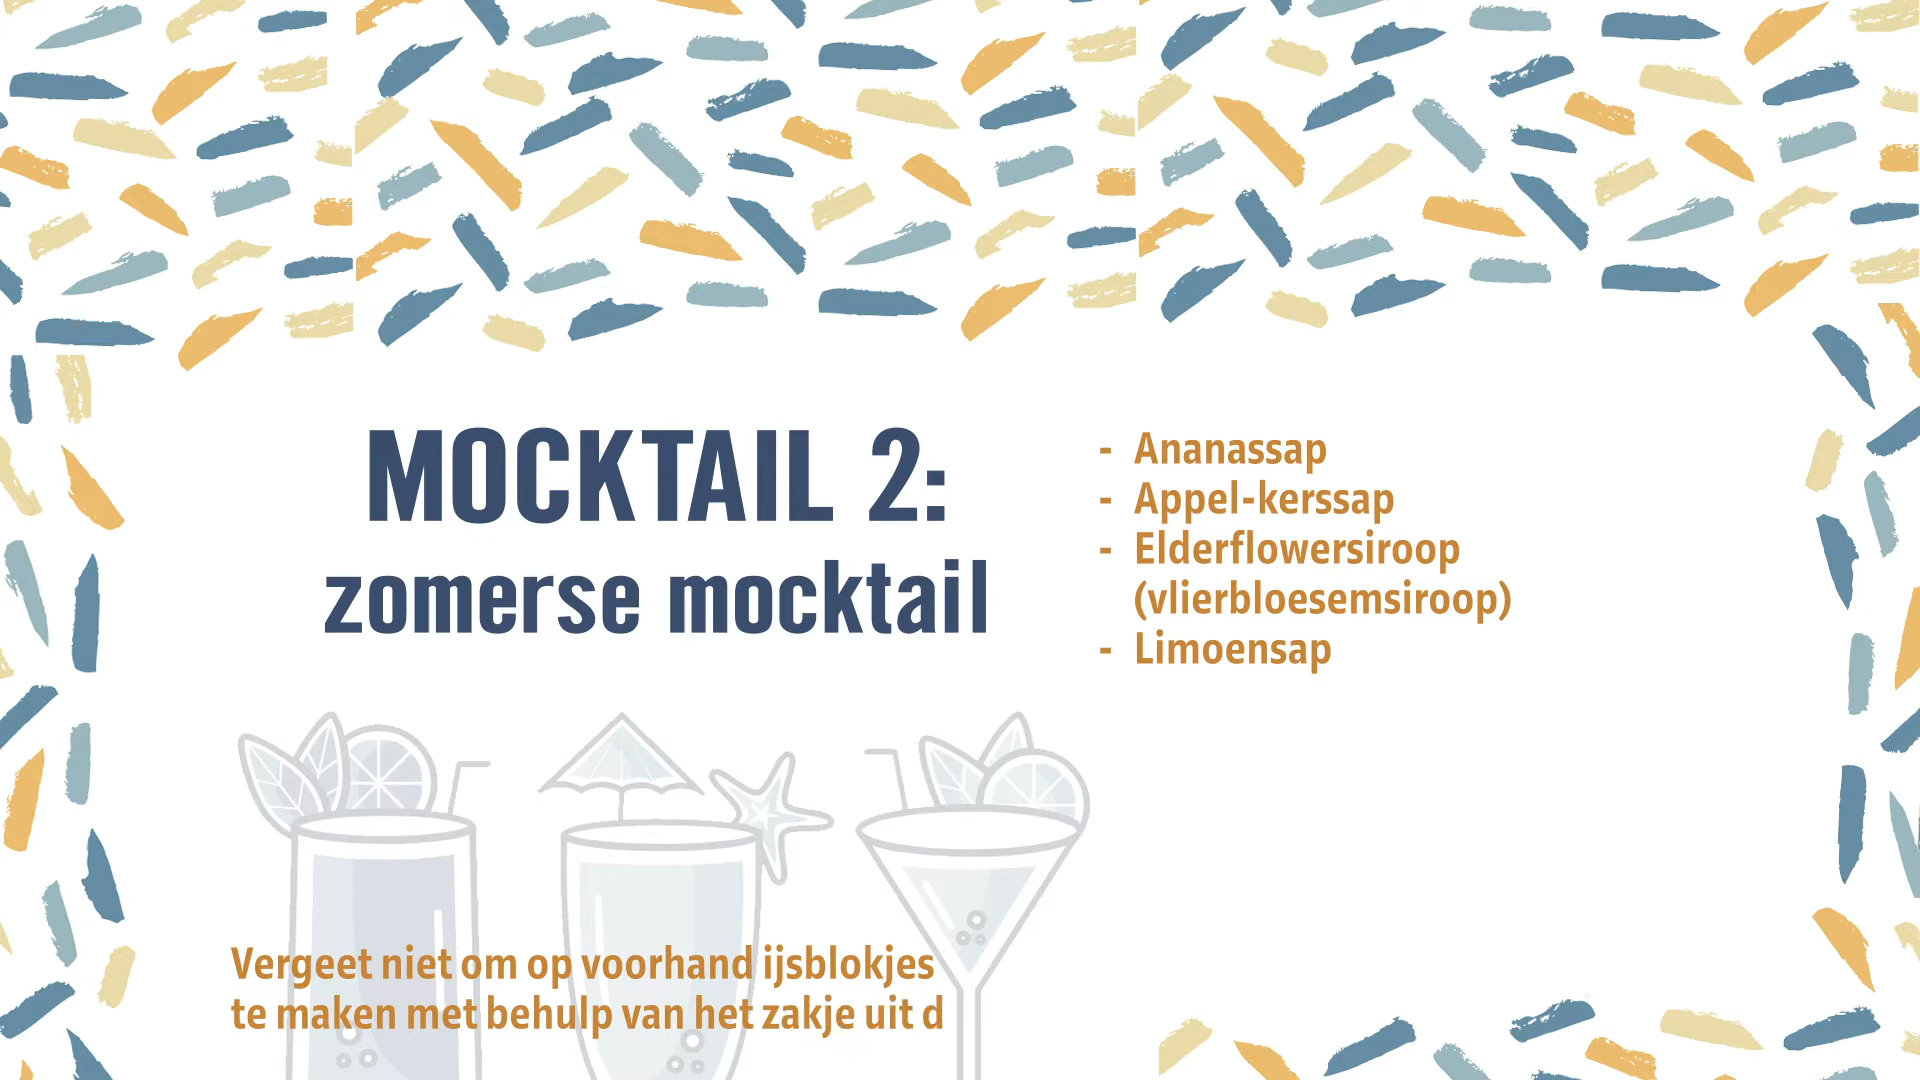 MOCKTAIL 2:
zomerse mocktail
- Ananassap
- Appel-kerssap
- Elderflowersiroop
(vlierbloesemsiroop)
- Limoensap
Vergeet niet om op voorhand ijsblokjes
te maken met behulp van het zakje uit d